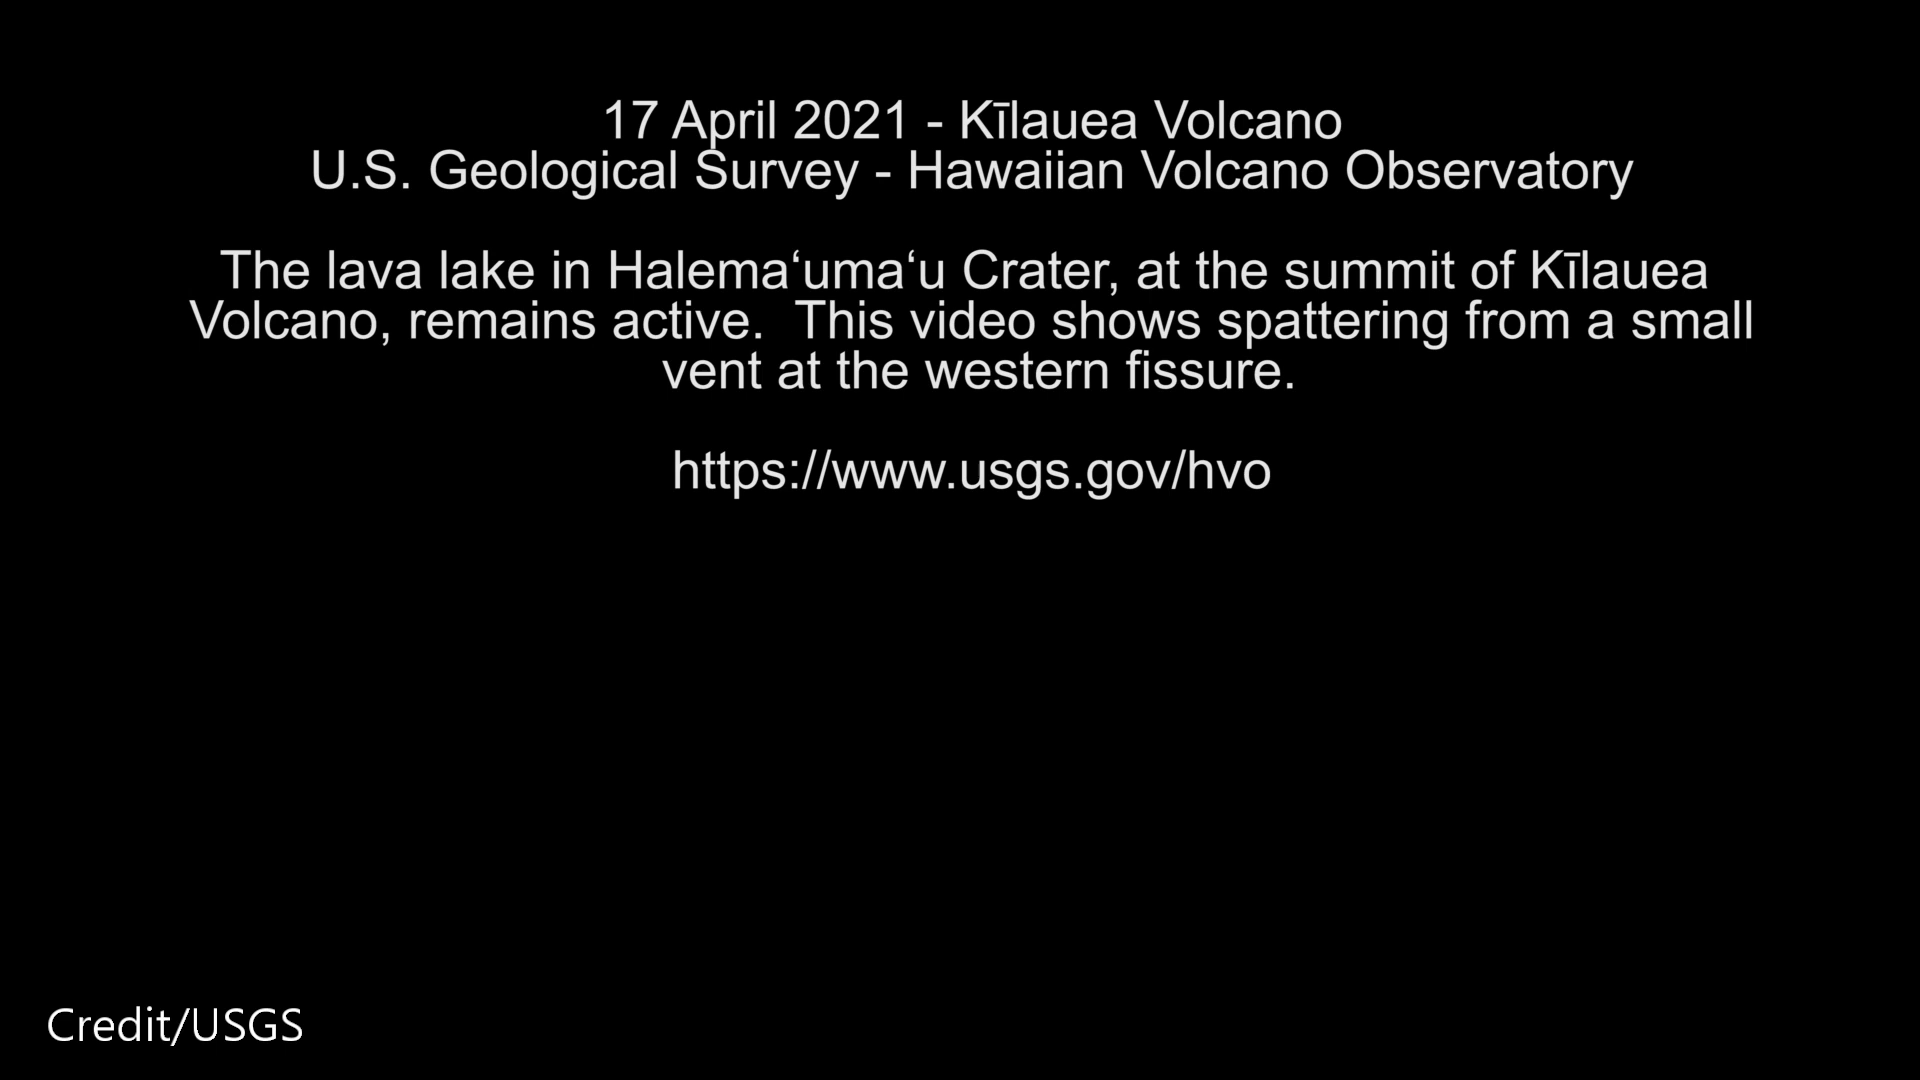 17 April 2021 - Kīlauea Volcano
U.S. Geological Survey - Hawaiian Volcano Observatory
The lava lake in Halemaʻumaʻu Crater, at the summit of Kīlauea
Volcano, remains active.  This video shows spattering from a small
vent at the western fissure.
https://www.usgs.gov/hvo
Credit/USGS